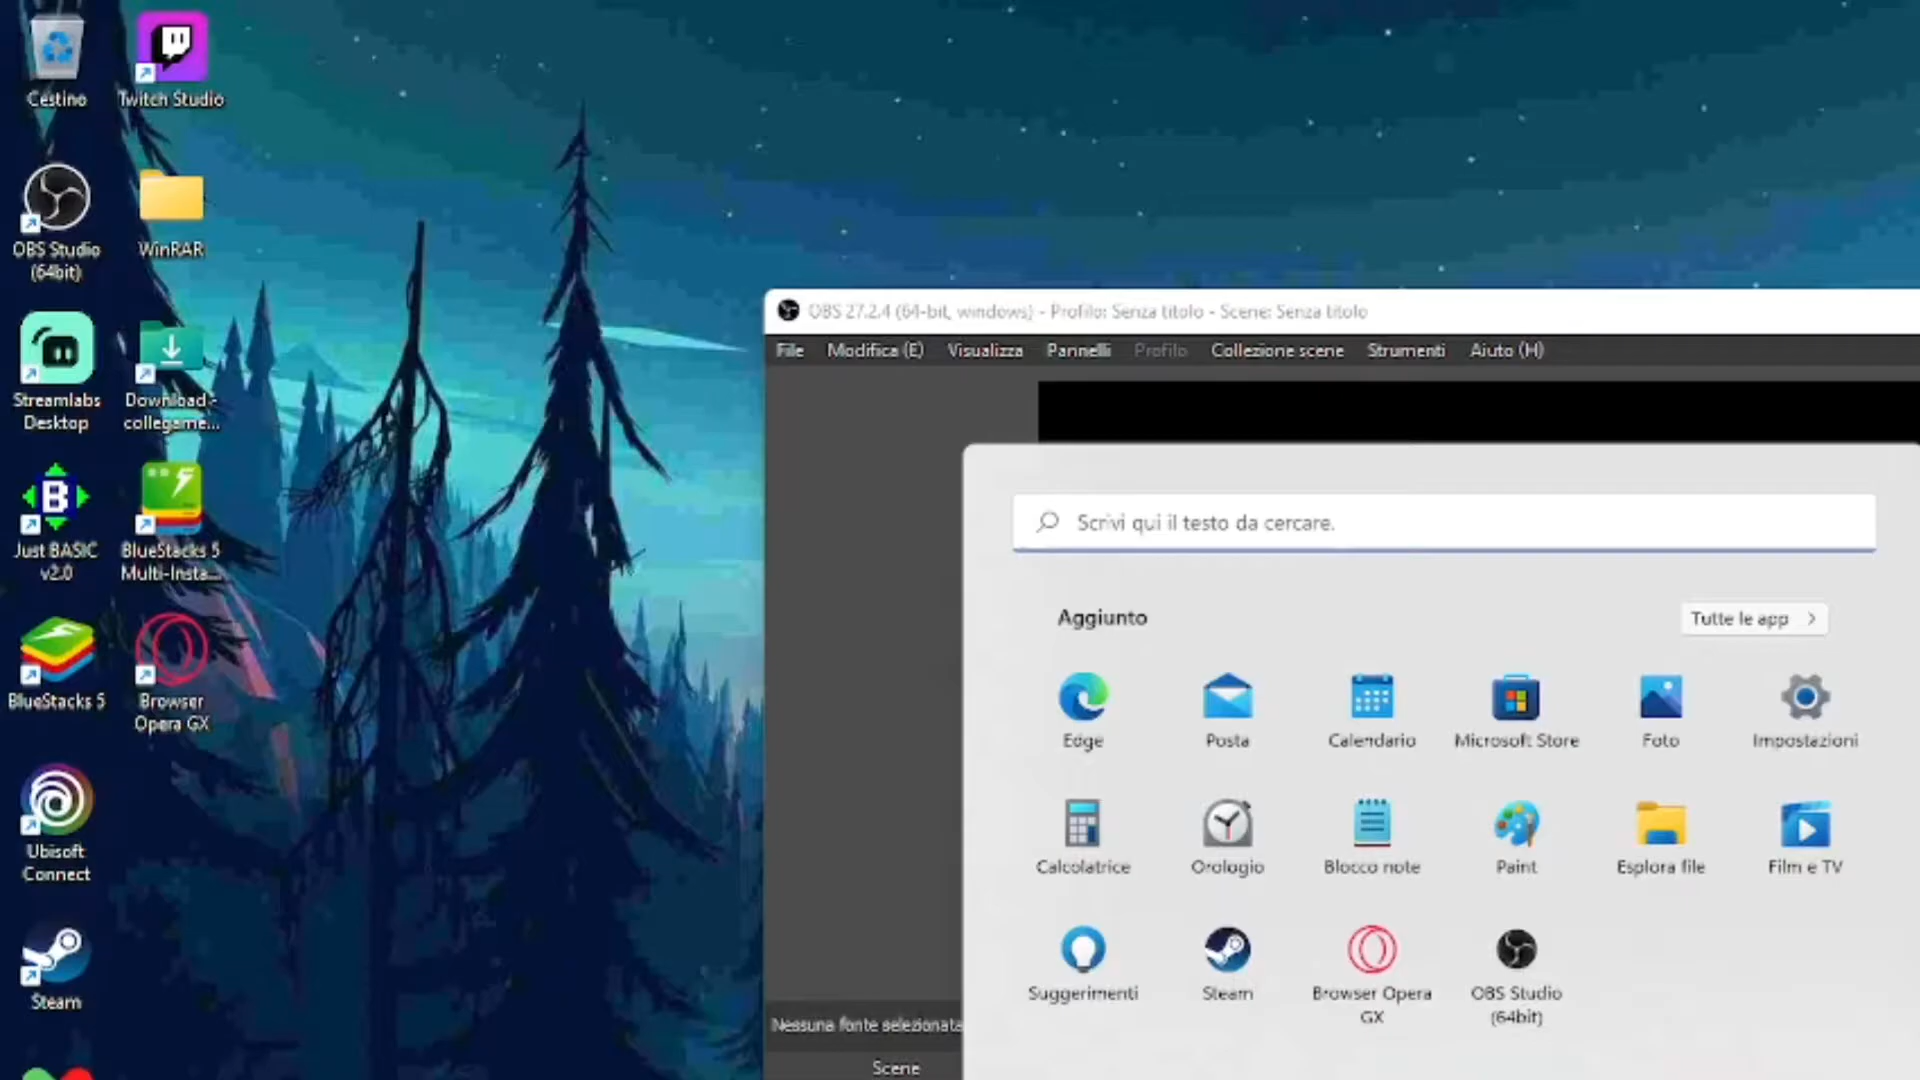 Cestino
Twitch Studio
OBS Studio
(64bit)
WinRAR
Streamlabs
Desktop
Download -
collegame...
Just BASIC
v2.0
BlueStacks 5
Multi-Insta...
BlueStacks 5
Browser
Opera GX
Ubisoft
Connect
Steam
OBS 27.2.4 (64-bit, windows) - Profilo: Senza titolo - Scene: Senza titolo
File Modifica (E) Visualizza Pannelli Profilo Collezione scene Strumenti Aiuto (H)
Scrivi qui il testo da cercare.
Aggiunto
Tutte le app >
Edge
Posta
Calendario
Microsoft Store
Foto
Impostazioni
Calcolatrice
Orologio
Blocco note
Paint
Esplora file
Film e TV
Suggerimenti
Steam
Browser Opera
GX
OBS Studio
(64bit)
Nessuna fonte selezionata
Scene